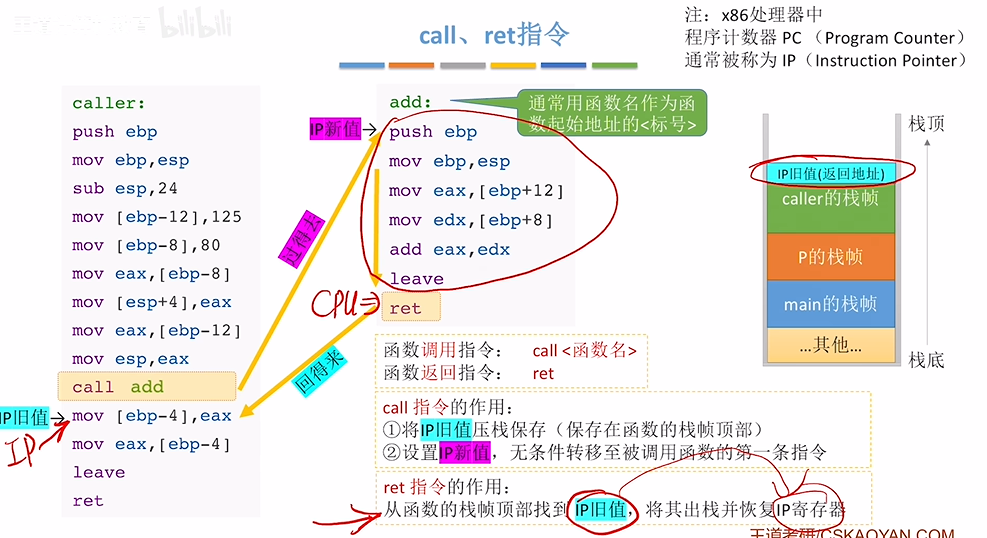 bilibili
call、ret指令
注：x86处理器中
程序计数器 PC （Program Counter）
通常被称为 IP（Instruction Pointer）
caller:
push ebp
mov ebp,esp
sub esp,24
mov [ebp-12],125
mov [ebp-8],80
mov eax,[ebp-8]
mov [esp+4],eax
mov eax,[ebp-12]
mov esp,eax
call add
IP旧值→
mov [ebp-4],eax
IP
mov eax,[ebp-4]
leave
ret
过得去
回得来
add:
通常用函数名作为函
数起始地址的<标号>
IP新值→
push ebp
mov ebp,esp
mov eax,[ebp+12]
mov edx,[ebp+8]
add eax,edx
leave
CPU⇒
ret
函数调用指令： call <函数名>
函数返回指令： ret
call 指令的作用：
①将IP旧值压栈保存（保存在函数的栈帧顶部）
②设置IP新值，无条件转移至被调用函数的第一条指令
ret 指令的作用：
从函数的栈帧顶部找到 IP旧值，将其出栈并恢复IP寄存器
栈顶
IP旧值(返回地址)
caller的栈帧
P的栈帧
main的栈帧
...其他...
栈底
王道考研/CSKAOYAN.COM